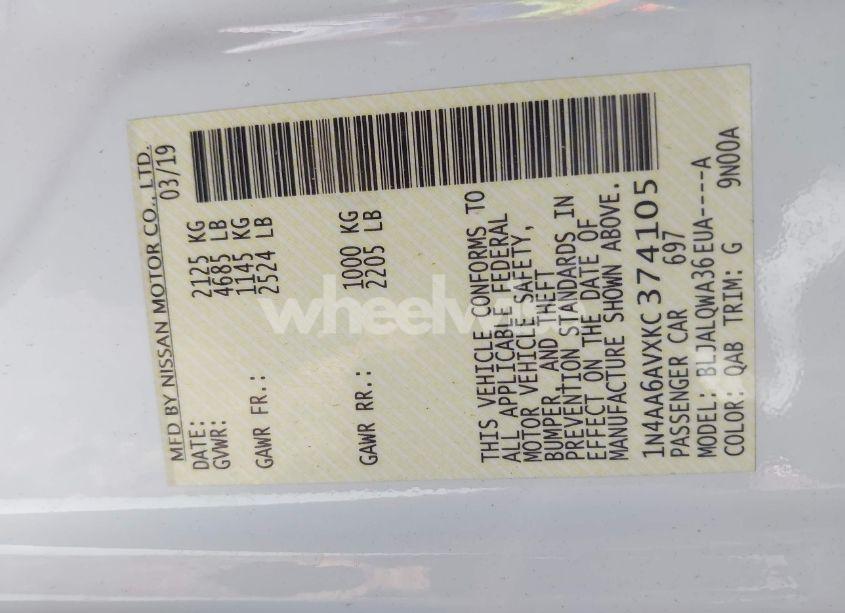 MFD BY NISSAN MOTOR CO., LTD.
DATE: 03/19
GVWR: 2125 KG
4685 LB
GAWR FR.: 1145 KG
2524 LB
GAWR RR.: 1000 KG
2205 LB
THIS VEHICLE CONFORMS TO
ALL APPLICABLE FEDERAL
MOTOR VEHICLE SAFETY,
BUMPER, AND THEFT
PREVENTION STANDARDS IN
EFFECT ON THE DATE OF
MANUFACTURE SHOWN ABOVE.
1N4AA6AVXKC374105
PASSENGER CAR 697
MODEL: BLJALQWA36EUA----A
COLOR: QAB TRIM: G 9N00A
wheelwise